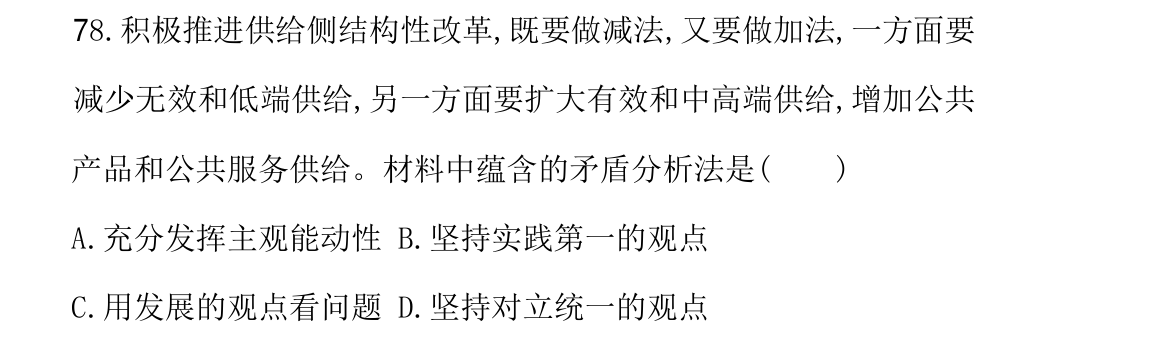 78.积极推进供给侧结构性改革,既要做减法,又要做加法,一方面要
减少无效和低端供给,另一方面要扩大有效和中高端供给,增加公共
产品和公共服务供给。材料中蕴含的矛盾分析法是(　　)
A.充分发挥主观能动性 B.坚持实践第一的观点
C.用发展的观点看问题 D.坚持对立统一的观点